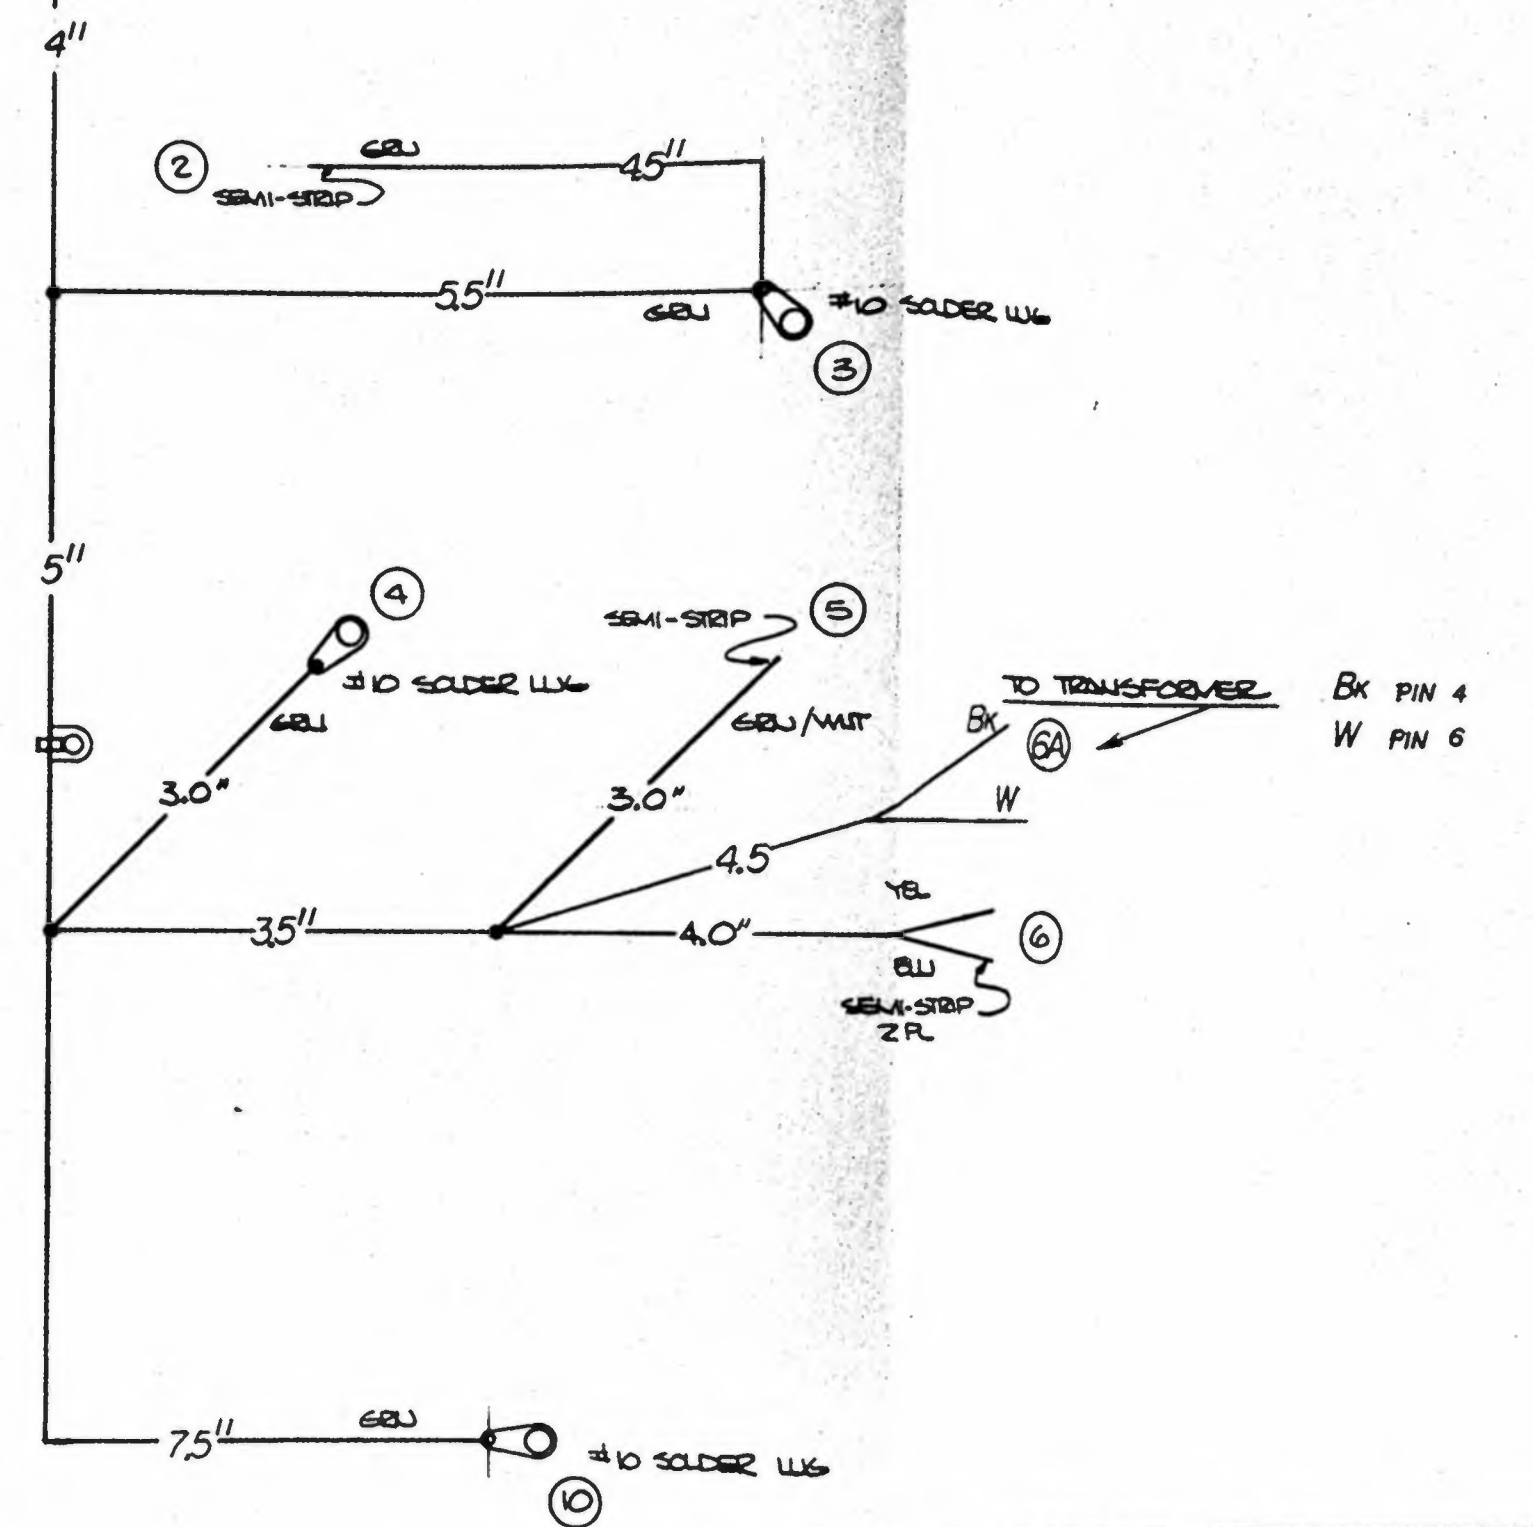 4"
GRN
2
4.5"
SEMI-STRIP
5.5"
GRN
#10 SOLDER LUG
3
5"
4
SEMI-STRIP
5
#10 SOLDER LUG
TO TRANSFORMER
BK PIN 4
GRN
GRN/WHT
BK
6A
W PIN 6
3.0"
3.0"
W
4.5
YEL
3.5"
4.0"
6
BLU
SEMI-STRIP
2 PL
GRN
7.5"
#10 SOLDER LUG
10